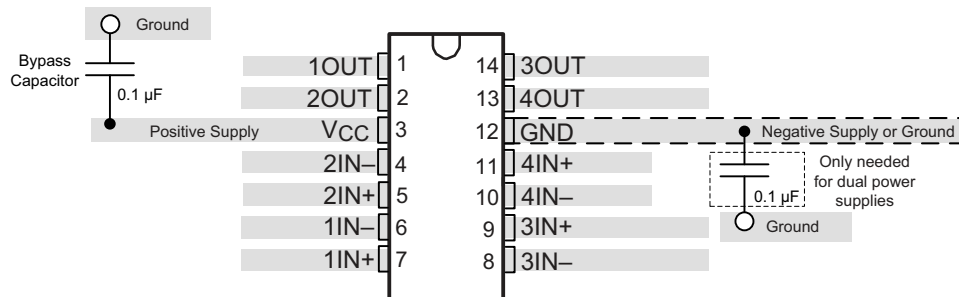 Ground
Bypass
Capacitor
0.1 µF
Positive Supply
1OUT 1
2OUT 2
VCC 3
2IN– 4
2IN+ 5
1IN– 6
1IN+ 7
14 3OUT
13 4OUT
12 GND
11 4IN+
10 4IN–
9 3IN+
8 3IN–
Negative Supply or Ground
Only needed
for dual power
supplies
0.1 µF
Ground